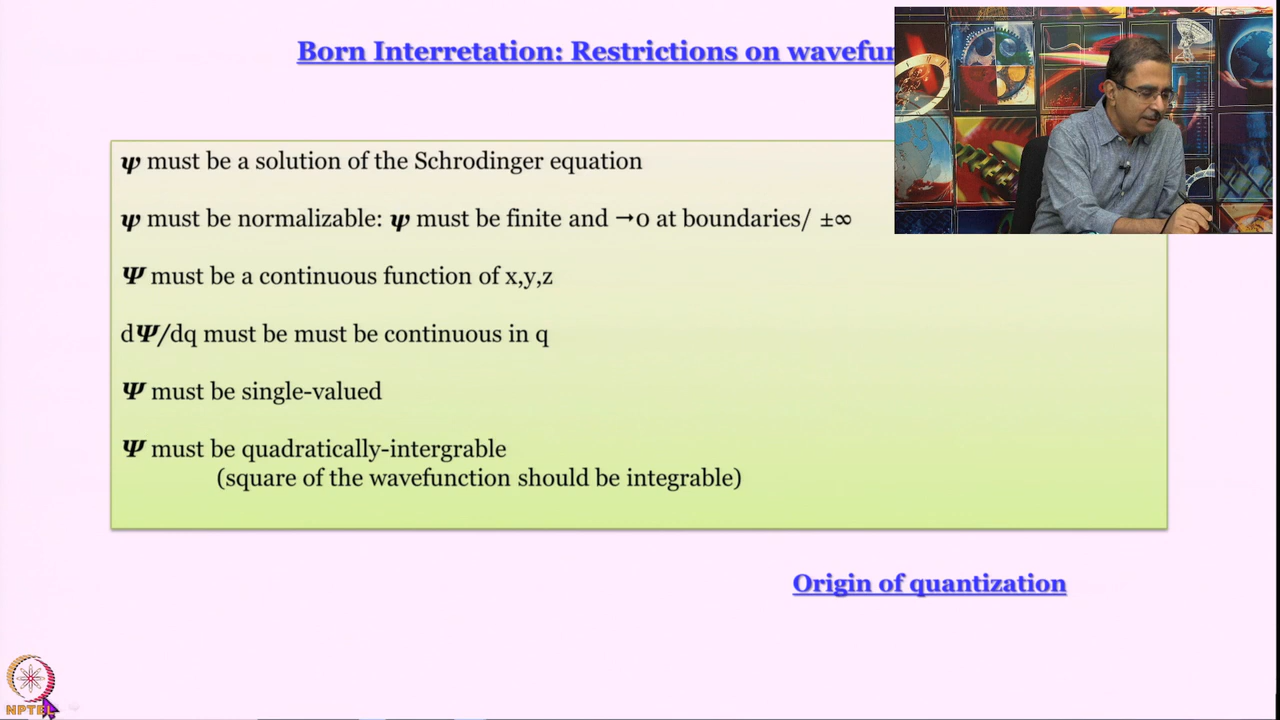 Born Interretation: Restrictions on wavefun
ψ must be a solution of the Schrodinger equation
ψ must be normalizable: ψ must be finite and →0 at boundaries/ ±∞
Ψ must be a continuous function of x,y,z
dΨ/dq must be must be continuous in q
Ψ must be single-valued
Ψ must be quadratically-intergrable
(square of the wavefunction should be integrable)
Origin of quantization
NPTEL